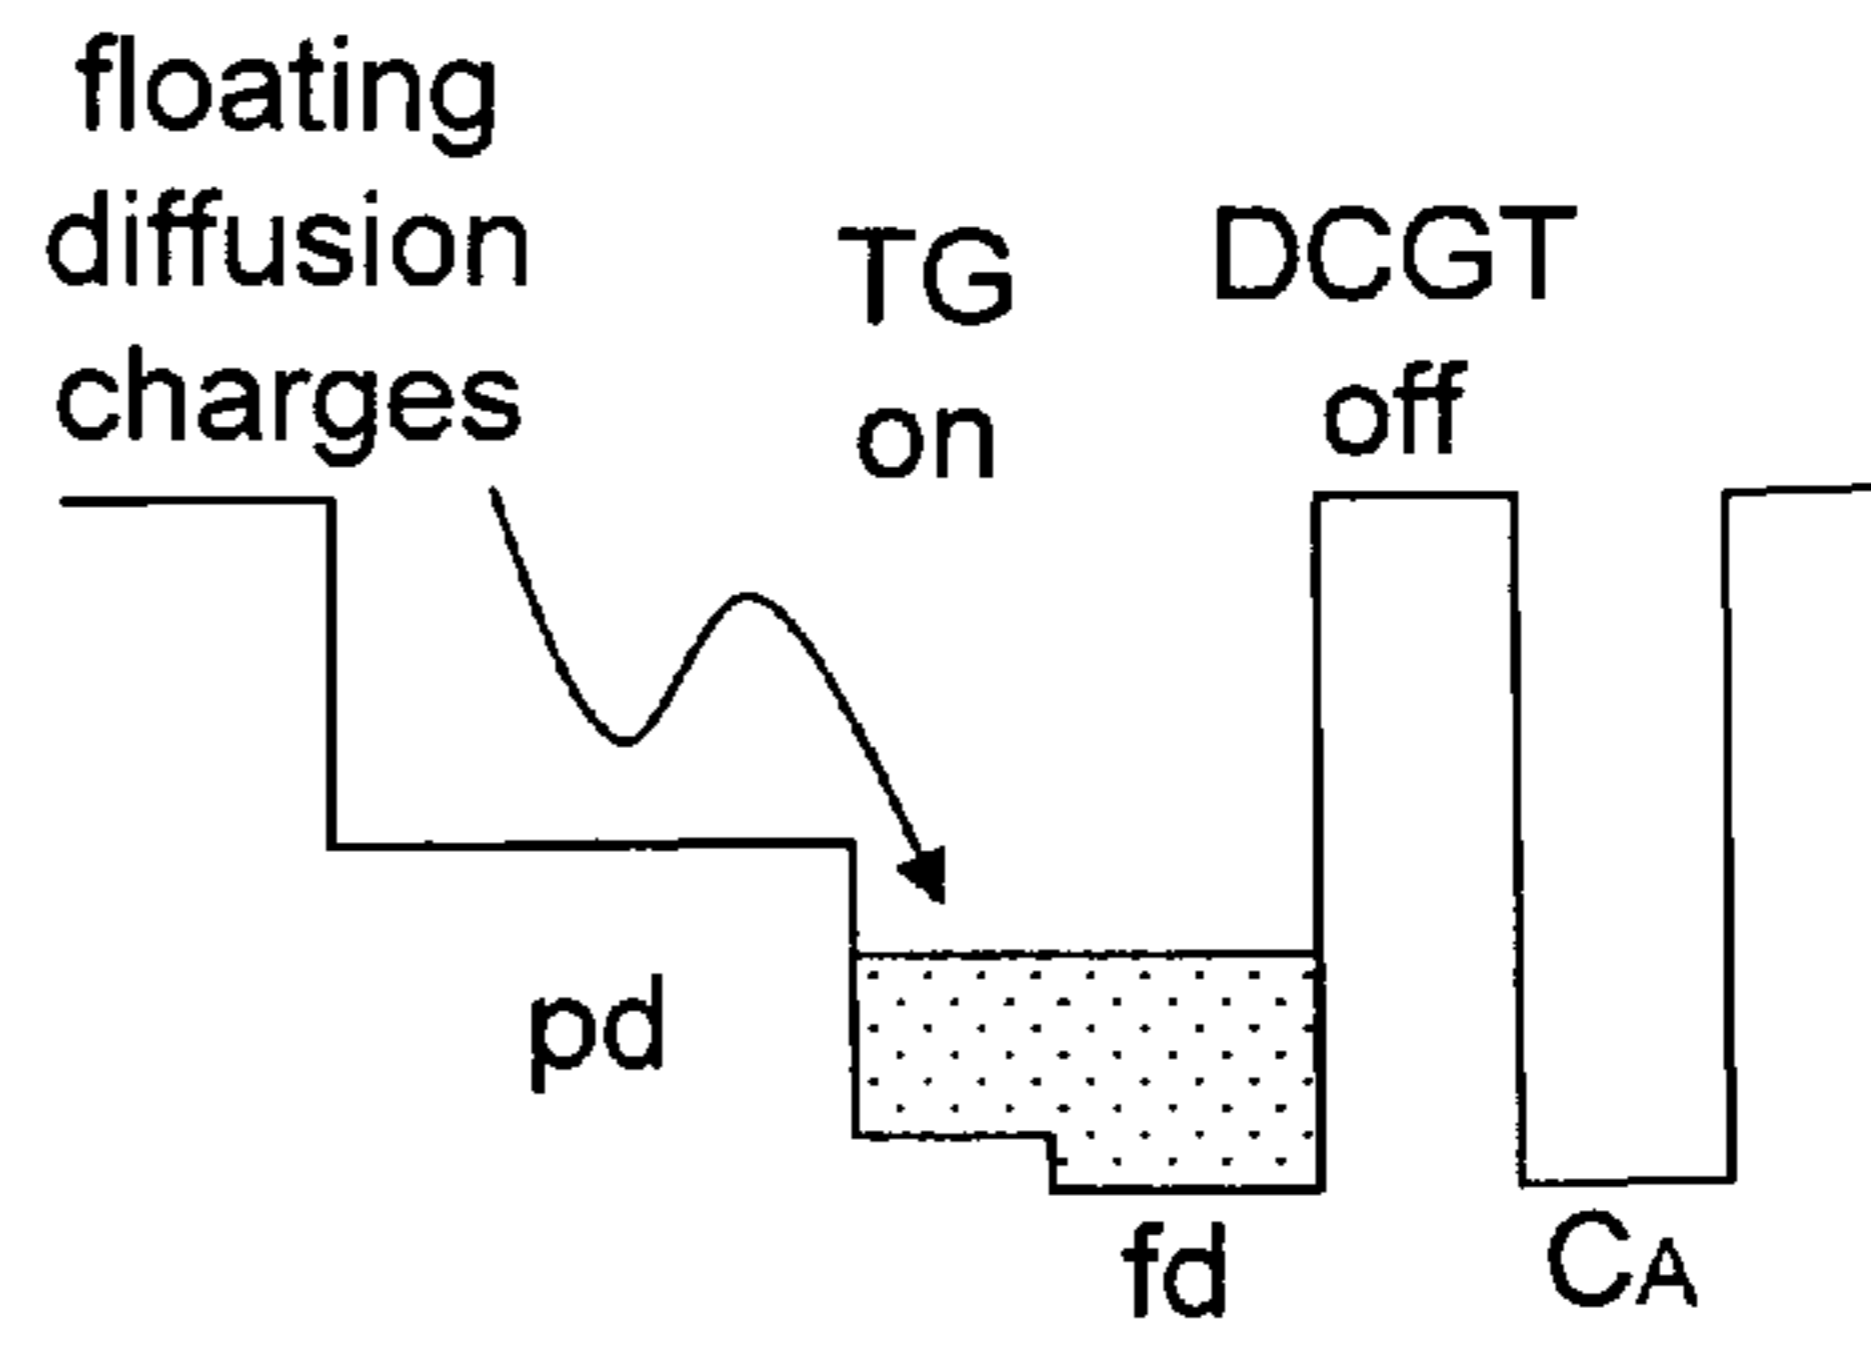 floating
diffusion
charges
TG
on
DCGT
off
pd
fd
CA